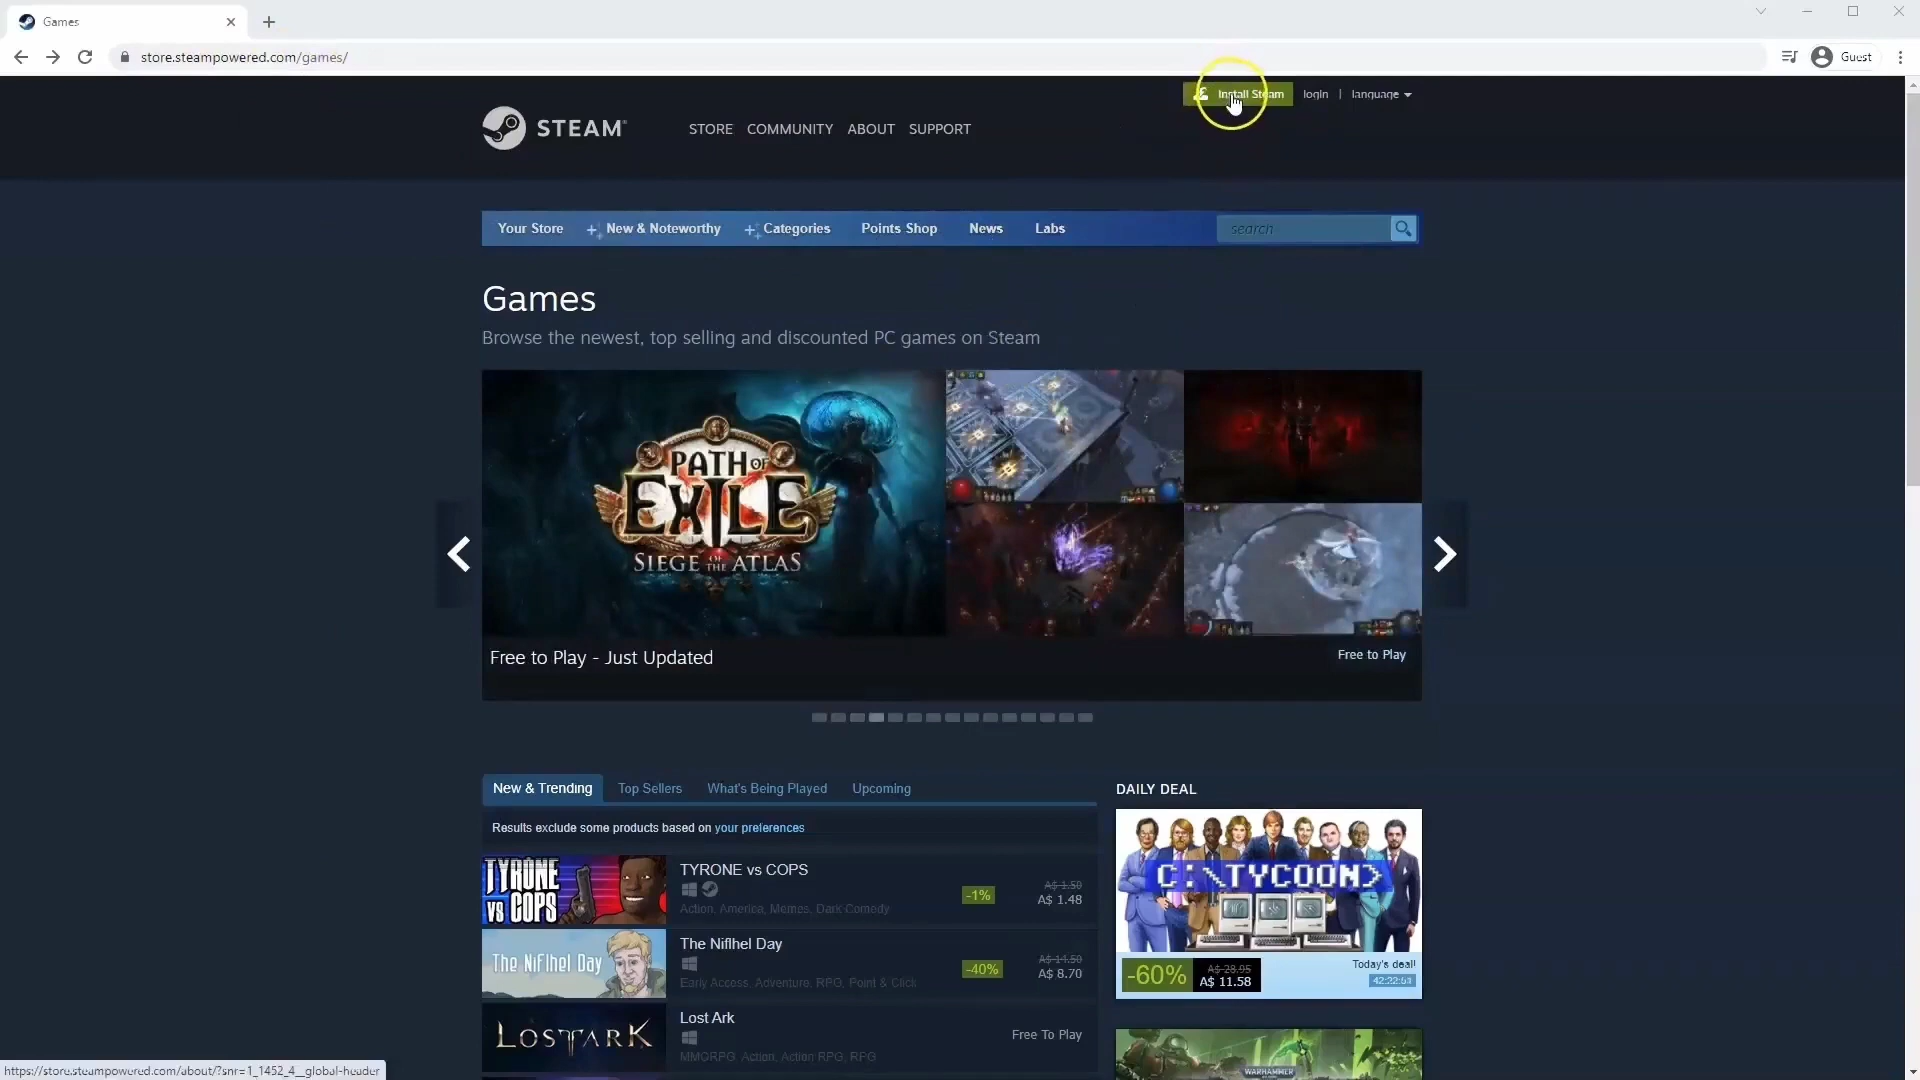 Games
store.steampowered.com/games/
Guest
Install Steam
login | language
STEAM
STORE COMMUNITY ABOUT SUPPORT
Your Store New & Noteworthy Categories Points Shop News Labs
search
Games
Browse the newest, top selling and discounted PC games on Steam
PATH OF
EXILE
SIEGE OF THE ATLAS
Free to Play - Just Updated
Free to Play
New & Trending Top Sellers What's Being Played Upcoming
Results exclude some products based on your preferences
TYRONE
VS COPS
TYRONE vs COPS
Action, America, Memes, Dark Comedy
-1%
A$ 1.50
A$ 1.48
The Niflhel Day
The Niflhel Day
Early Access, Adventure, RPG, Point & Click
-40%
A$ 14.50
A$ 8.70
LOST ARK
Lost Ark
MMORPG, Action, Action RPG, RPG
Free To Play
DAILY DEAL
C:\TYCOON>
-60%
A$ 28.95
A$ 11.58
Today's deal!
WARHAMMER
https://store.steampowered.com/about/?snr=1_1452_4__global-header